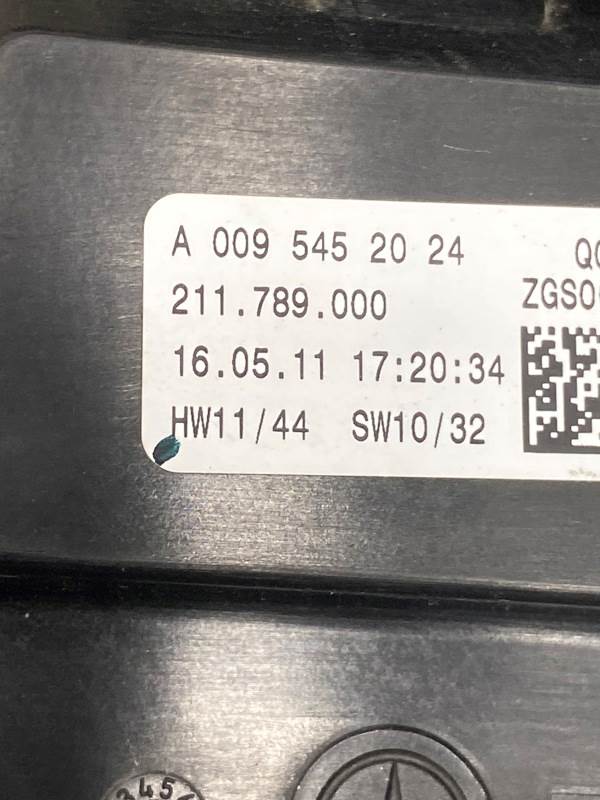 A 009 545 20 24
211.789.000
16.05.11 17:20:34
HW11/44 SW10/32